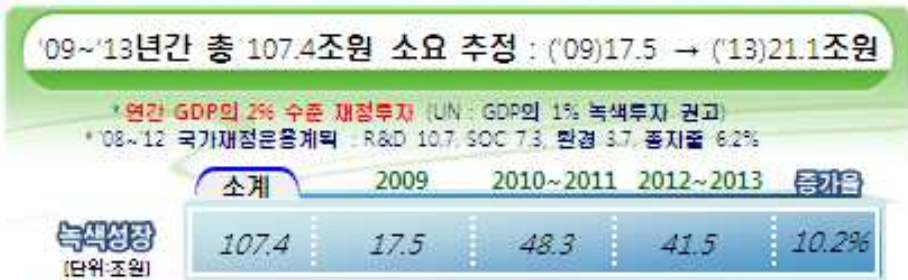 '09~'13년간 총 107.4조원 소요 추정 : ('09)17.5 → ('13)21.1조원
* 연간 GDP의 2% 수준 재정투자 (UN : GDP의 1% 녹색투자 권고)
* '08~'12 국가재정운용계획 : R&D 10.7, SOC 7.3, 환경 3.7, 총지출 6.2%
소계 2009 2010~2011 2012~2013 증가율
녹색성장 107.4 17.5 48.3 41.5 10.2%
(단위:조원)